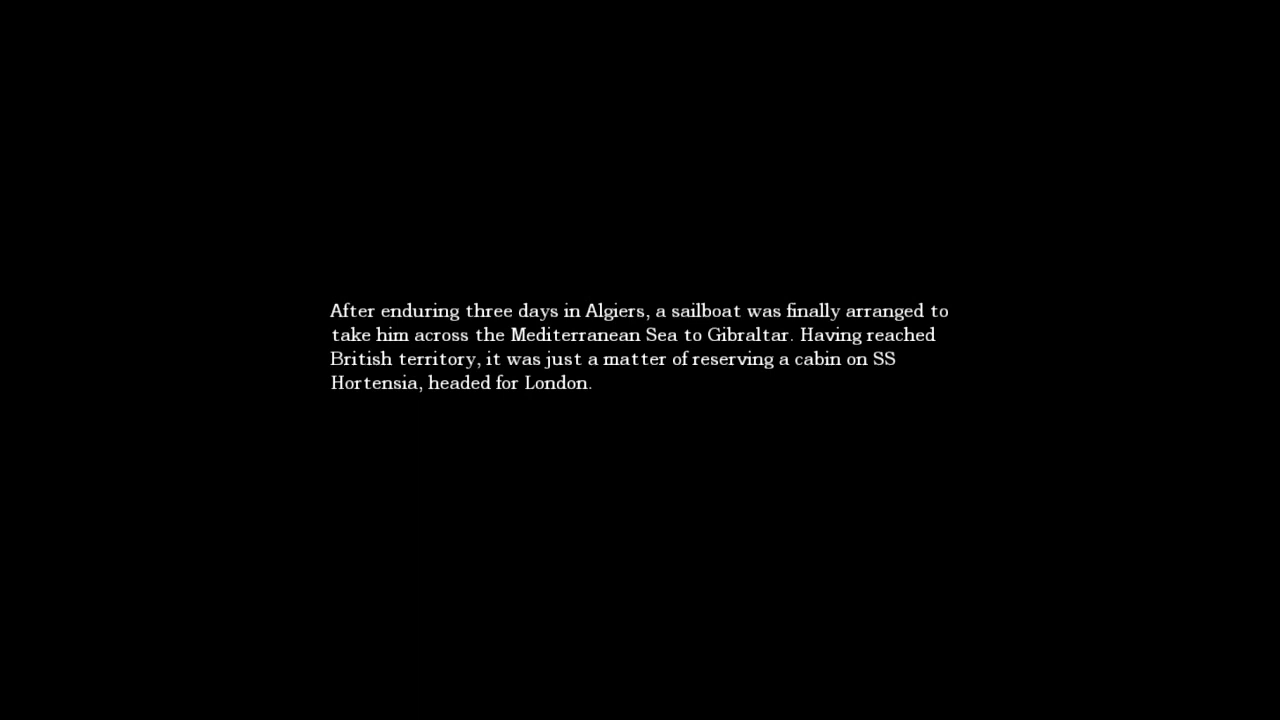 After enduring three days in Algiers, a sailboat was finally arranged to
take him across the Mediterranean Sea to Gibraltar. Having reached
British territory, it was just a matter of reserving a cabin on SS
Hortensia, headed for London.